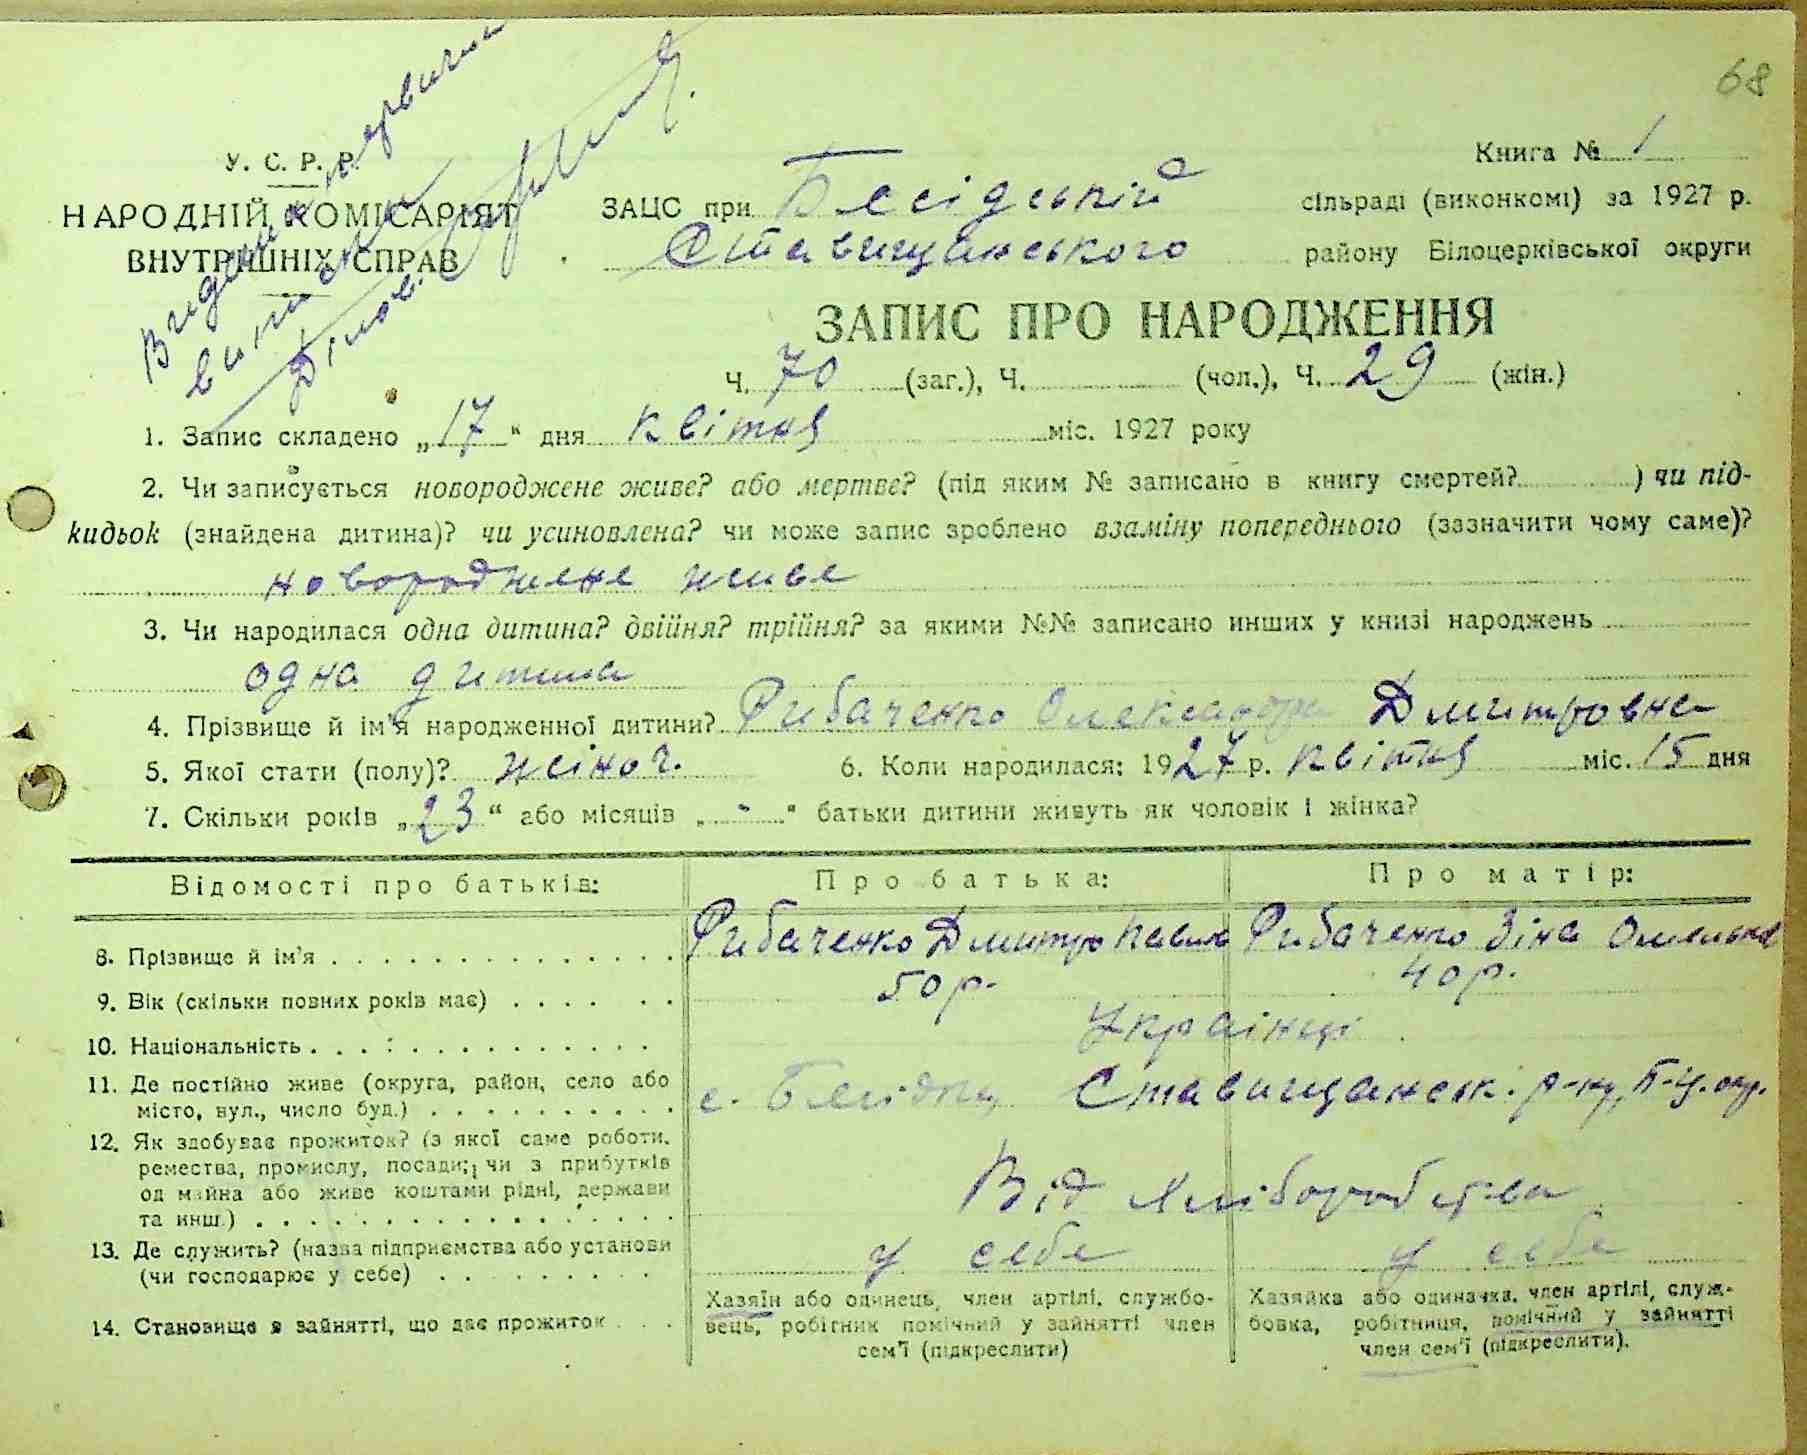 68
У. С. Р. Р.
НАРОДНІЙ КОМІСАРІЯТ
ВНУТРІШНІХ СПРАВ
Видані первичні
виписки
Діловод
Книга № 1
ЗАЦС при Бесідській сільраді (виконкомі) за 1927 р.
Ставищанського району Білоцерківської округи
ЗАПИС ПРО НАРОДЖЕННЯ
Ч. 70 (заг.), Ч. (чол.), Ч. 29 (жін.)
1. Запис складено „17“ дня квітня міс. 1927 року
2. Чи записується новороджене живе? або мертве? (під яким № записано в книгу смертей? ) чи під-
кидьок (знайдена дитина)? чи усиновлена? чи може запис зроблено взаміну попереднього (зазначити чому саме)?
новороджене живе
3. Чи народилася одна дитина? двійня? трійня? за якими №№ записано инших у книзі народжень
одна дитина
4. Прізвище й ім'я народженної дитини? Рибаченко Олександра Дмитровна
5. Якої стати (полу)? жіноч. 6. Коли народилася: 1927 р. квітня міс. 15 дня
7. Скільки років „23“ або місяців „-“ батьки дитини живуть як чоловік і жінка?
Відомості про батьків: Про батька: Про матір:
8. Прізвище й ім'я Рибаченко Дмитро Павлов Рибаченко Зіна Омельков
9. Вік (скільки повних років має) 50 р. 40 р.
10. Національність Українці
11. Де постійно живе (округа, район, село або
місто, вул., число буд.) с. Бесідка, Ставищанськ. р-ну, Б-Ц. окр.
12. Як здобуває прожиток? (з якої саме роботи,
ремества, промислу, посади; чи з прибутків
од майна або живе коштами рідні, держави
та инш.) Від хліборобства
13. Де служить? (назва підприємства або установи
(чи господарює у себе) у себе у себе
14. Становище в зайнятті, що дає прожиток
Хазяїн або одинець, член артілі, службо-
вець, робітник помічний у зайнятті член
сем'ї (підкреслити)
Хазяйка або одиначка, член артілі, служ-
бовка, робітниця, помічний у зайнятті
член сем'ї (підкреслити).